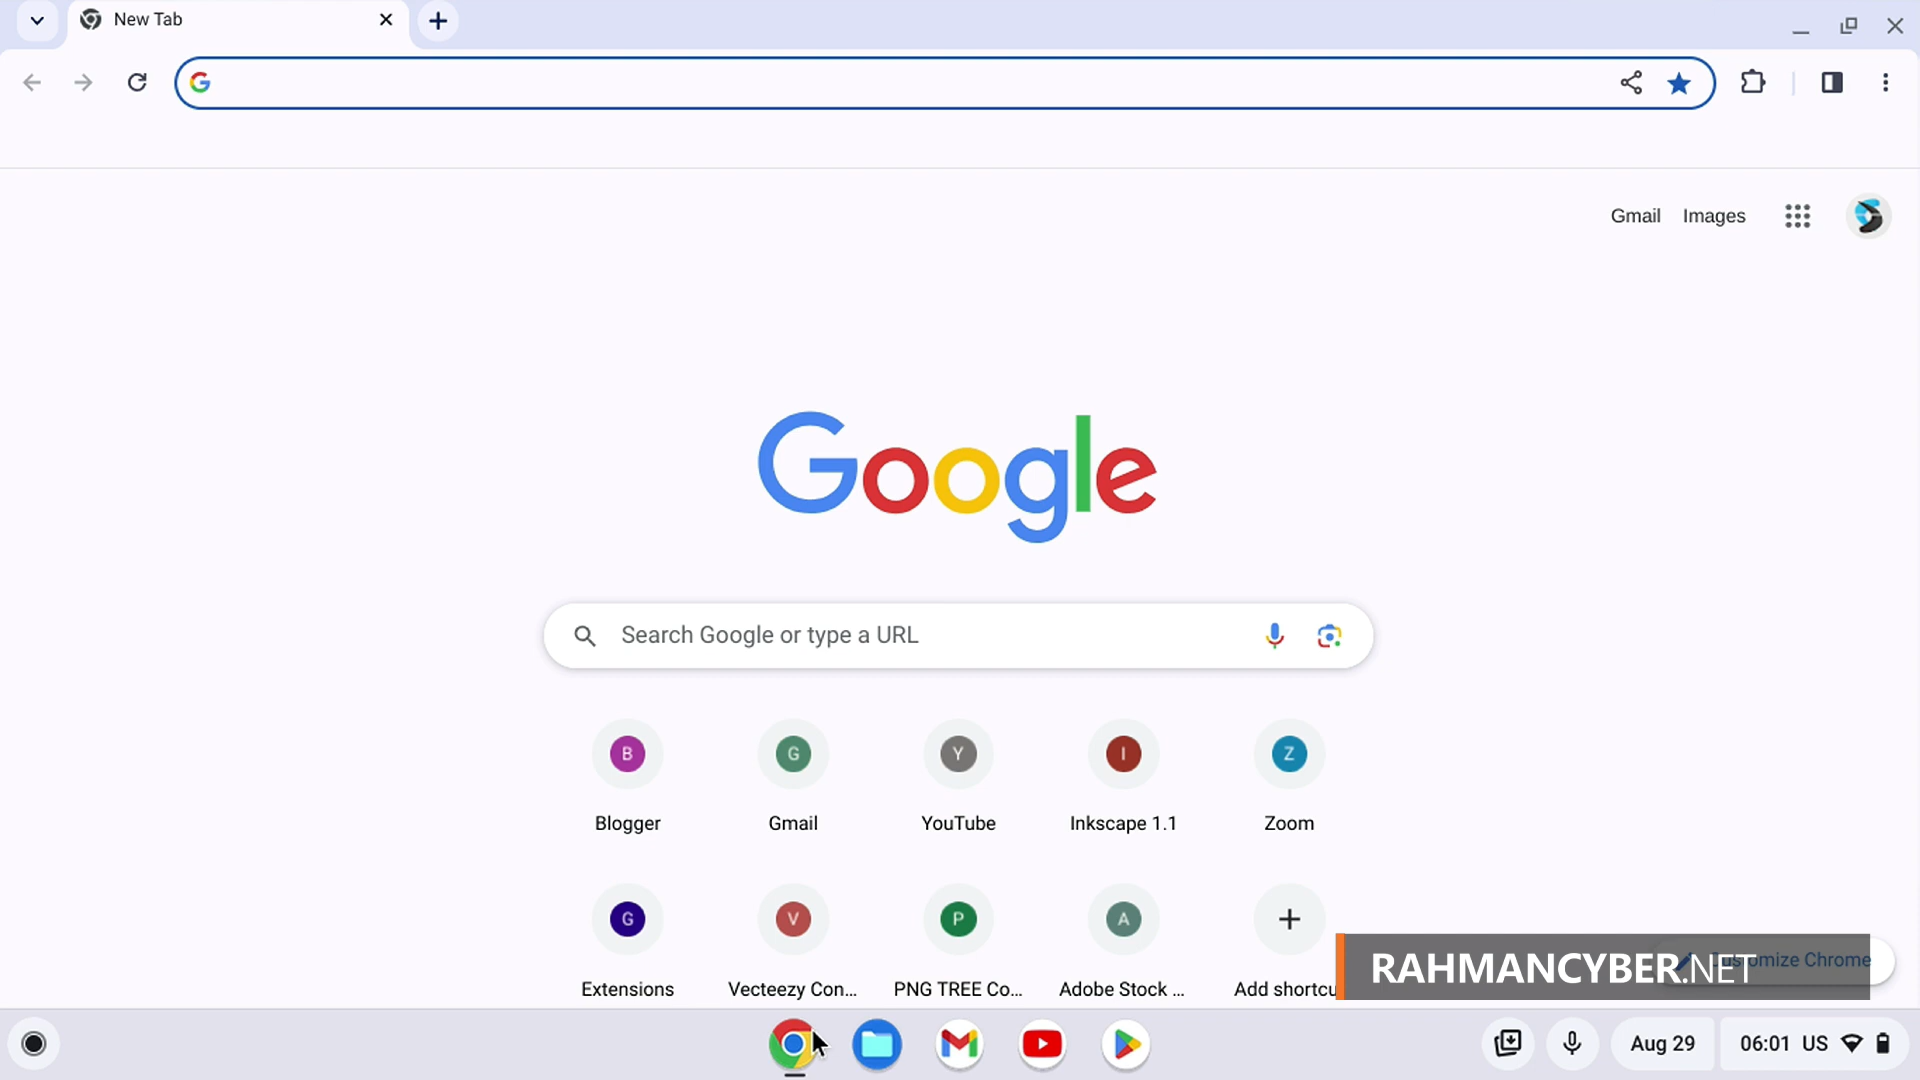 New Tab
Gmail Images
Google
Search Google or type a URL
B G Y I Z
Blogger Gmail YouTube Inkscape 1.1 Zoom
G V P A
Extensions Vecteezy Con... PNG TREE Co... Adobe Stock ... Add shortcu
Customize Chrome
RAHMANCYBER.NET
Aug 29 06:01 US